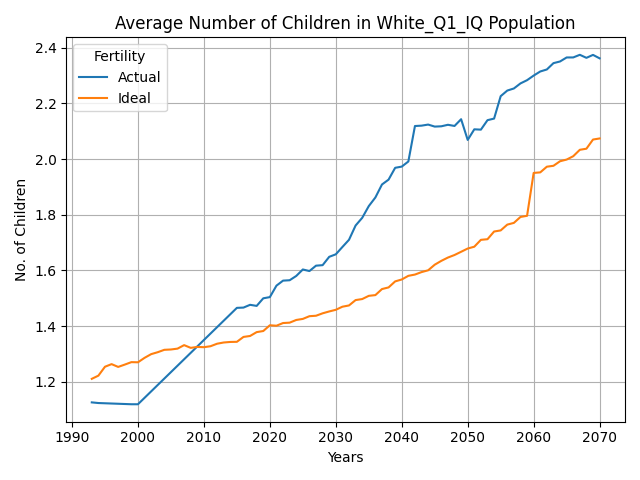 Average Number of Children in White_Q1_IQ Population
Fertility
Actual
Ideal
No. of Children
2.4
2.2
2.0
1.8
1.6
1.4
1.2
1990 2000 2010 2020 2030 2040 2050 2060 2070
Years